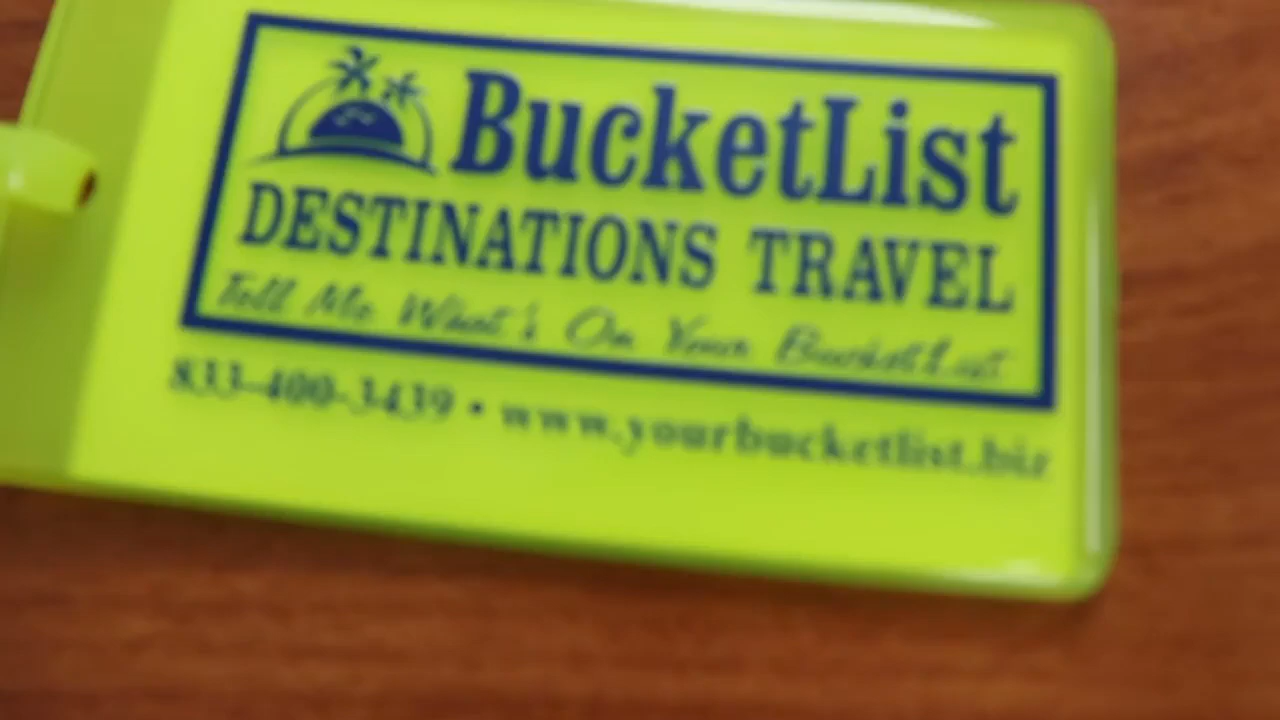 BucketList
DESTINATIONS TRAVEL
Tell Me What's On Your BucketList
833-400-3439 • www.yourbucketlist.biz